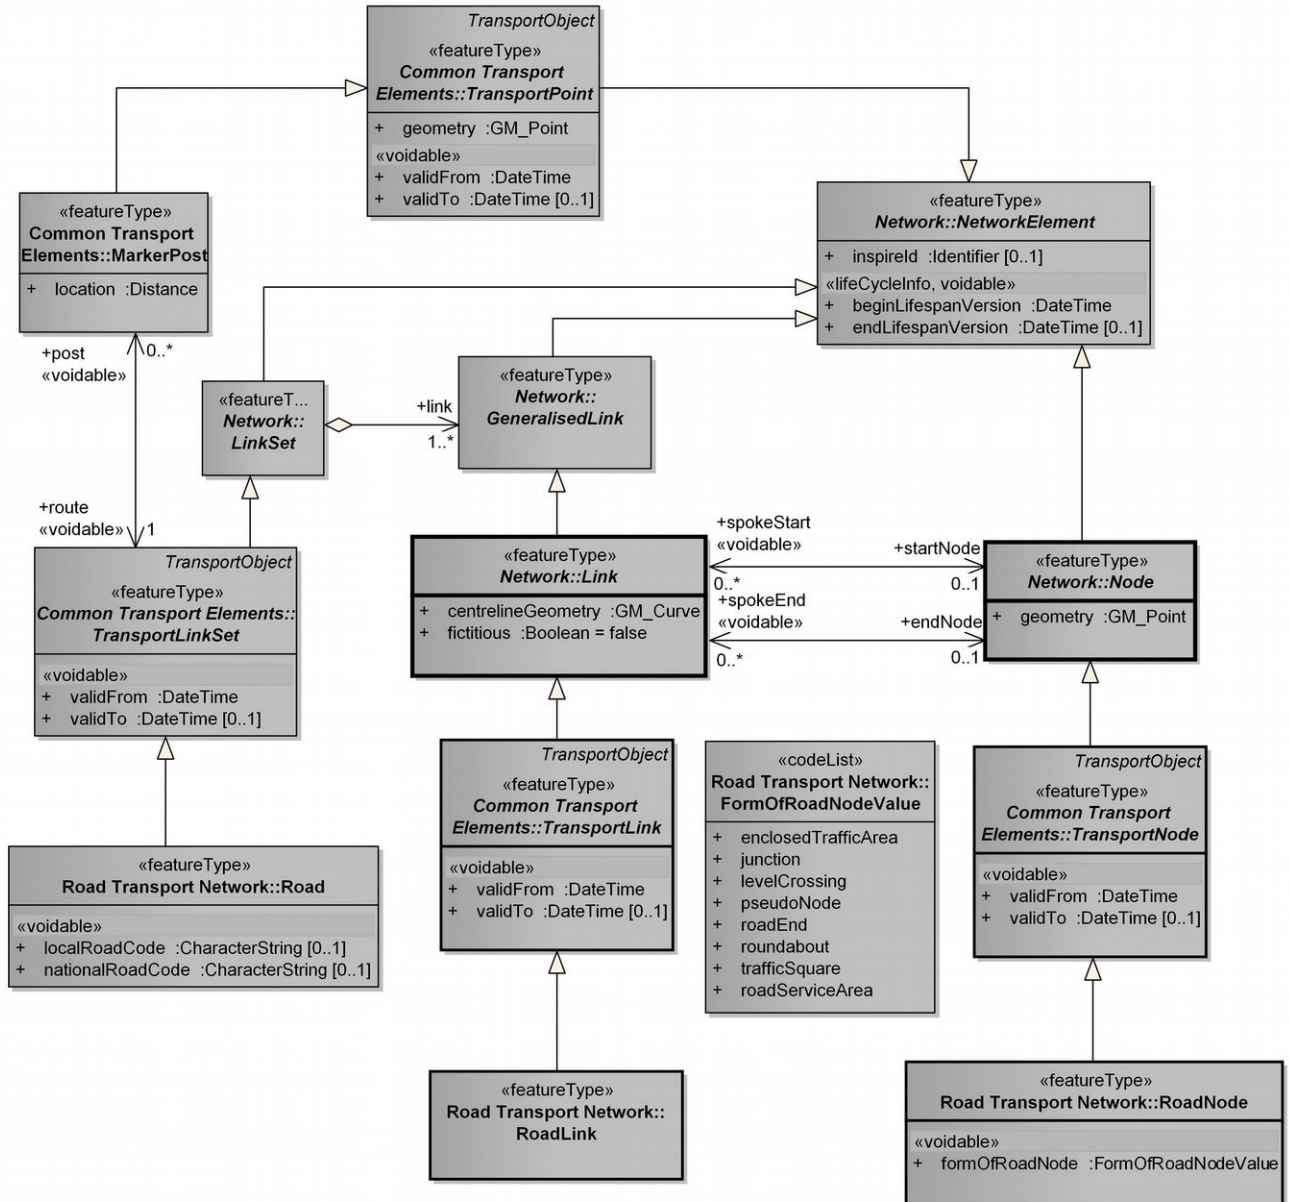 TransportObject
«featureType»
Common Transport
Elements::TransportPoint
+ geometry :GM_Point
«voidable»
+ validFrom :DateTime
+ validTo :DateTime [0..1]
«featureType»
Common Transport
Elements::MarkerPost
+ location :Distance
«featureType»
Network::NetworkElement
+ inspireId :Identifier [0..1]
«lifeCycleInfo, voidable»
+ beginLifespanVersion :DateTime
+ endLifespanVersion :DateTime [0..1]
+post
«voidable»
0..*
«featureT...
Network::
LinkSet
+link
1..*
«featureType»
Network::
GeneralisedLink
+route
«voidable»
1
TransportObject
«featureType»
Common Transport Elements::
TransportLinkSet
«voidable»
+ validFrom :DateTime
+ validTo :DateTime [0..1]
«featureType»
Network::Link
+ centrelineGeometry :GM_Curve
+ fictitious :Boolean = false
+spokeStart
«voidable»
0..*
+startNode
0..1
+spokeEnd
«voidable»
0..*
+endNode
0..1
«featureType»
Network::Node
+ geometry :GM_Point
TransportObject
«featureType»
Common Transport
Elements::TransportLink
«voidable»
+ validFrom :DateTime
+ validTo :DateTime [0..1]
«codeList»
Road Transport Network::
FormOfRoadNodeValue
+ enclosedTrafficArea
+ junction
+ levelCrossing
+ pseudoNode
+ roadEnd
+ roundabout
+ trafficSquare
+ roadServiceArea
TransportObject
«featureType»
Common Transport
Elements::TransportNode
«voidable»
+ validFrom :DateTime
+ validTo :DateTime [0..1]
«featureType»
Road Transport Network::Road
«voidable»
+ localRoadCode :CharacterString [0..1]
+ nationalRoadCode :CharacterString [0..1]
«featureType»
Road Transport Network::
RoadLink
«featureType»
Road Transport Network::RoadNode
«voidable»
+ formOfRoadNode :FormOfRoadNodeValue